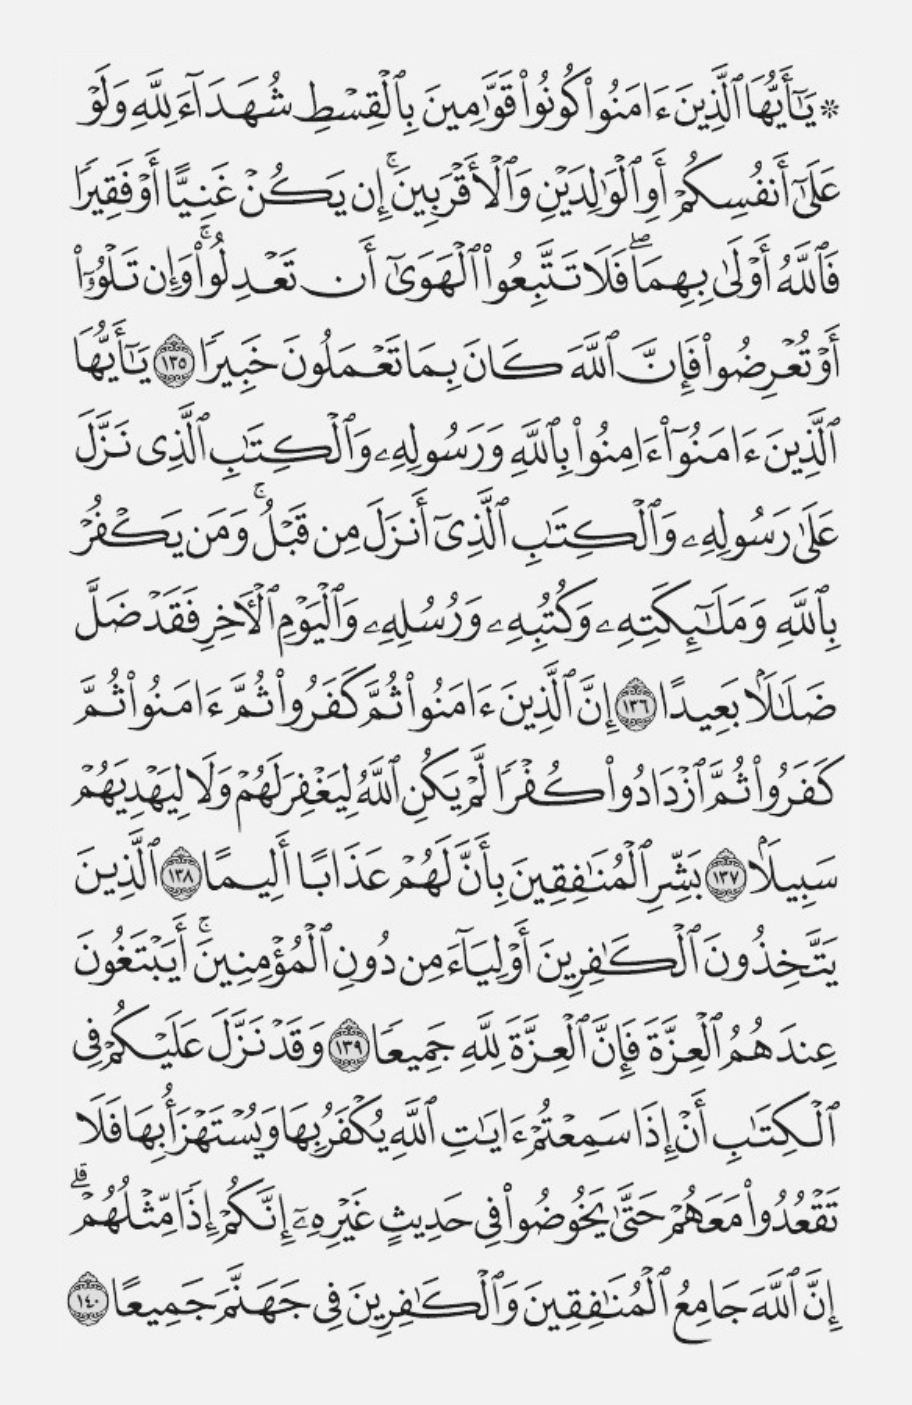 ۞ يَـٰٓأَيُّهَا ٱلَّذِينَ ءَامَنُوا۟ كُونُوا۟ قَوَّٰمِينَ بِٱلْقِسْطِ شُهَدَآءَ لِلَّهِ وَلَوْ
عَلَىٰٓ أَنفُسِكُمْ أَوِ ٱلْوَٰلِدَيْنِ وَٱلْأَقْرَبِينَ ۚ إِن يَكُنْ غَنِيًّا أَوْ فَقِيرًا
فَٱللَّهُ أَوْلَىٰ بِهِمَا ۖ فَلَا تَتَّبِعُوا۟ ٱلْهَوَىٰٓ أَن تَعْدِلُوا۟ ۚ وَإِن تَلْوُۥٓا۟
أَوْ تُعْرِضُوا۟ فَإِنَّ ٱللَّهَ كَانَ بِمَا تَعْمَلُونَ خَبِيرًا ١٣٥ يَـٰٓأَيُّهَا
ٱلَّذِينَ ءَامَنُوٓا۟ ءَامِنُوا۟ بِٱللَّهِ وَرَسُولِهِۦ وَٱلْكِتَـٰبِ ٱلَّذِى نَزَّلَ
عَلَىٰ رَسُولِهِۦ وَٱلْكِتَـٰبِ ٱلَّذِىٓ أَنزَلَ مِن قَبْلُ ۚ وَمَن يَكْفُرْ
بِٱللَّهِ وَمَلَـٰٓئِكَتِهِۦ وَكُتُبِهِۦ وَرُسُلِهِۦ وَٱلْيَوْمِ ٱلْـَٔاخِرِ فَقَدْ ضَلَّ
ضَلَـٰلًۢا بَعِيدًا ١٣٦ إِنَّ ٱلَّذِينَ ءَامَنُوا۟ ثُمَّ كَفَرُوا۟ ثُمَّ ءَامَنُوا۟ ثُمَّ
كَفَرُوا۟ ثُمَّ ٱزْدَادُوا۟ كُفْرًا لَّمْ يَكُنِ ٱللَّهُ لِيَغْفِرَ لَهُمْ وَلَا لِيَهْدِيَهُمْ
سَبِيلًۢا ١٣٧ بَشِّرِ ٱلْمُنَـٰفِقِينَ بِأَنَّ لَهُمْ عَذَابًا أَلِيمًا ١٣٨ ٱلَّذِينَ
يَتَّخِذُونَ ٱلْكَـٰفِرِينَ أَوْلِيَآءَ مِن دُونِ ٱلْمُؤْمِنِينَ ۚ أَيَبْتَغُونَ
عِندَهُمُ ٱلْعِزَّةَ فَإِنَّ ٱلْعِزَّةَ لِلَّهِ جَمِيعًا ١٣٩ وَقَدْ نَزَّلَ عَلَيْكُمْ فِى
ٱلْكِتَـٰبِ أَنْ إِذَا سَمِعْتُمْ ءَايَـٰتِ ٱللَّهِ يُكْفَرُ بِهَا وَيُسْتَهْزَأُ بِهَا فَلَا
تَقْعُدُوا۟ مَعَهُمْ حَتَّىٰ يَخُوضُوا۟ فِى حَدِيثٍ غَيْرِهِۦٓ ۚ إِنَّكُمْ إِذًا مِّثْلُهُمْ ۗ
إِنَّ ٱللَّهَ جَامِعُ ٱلْمُنَـٰفِقِينَ وَٱلْكَـٰفِرِينَ فِى جَهَنَّمَ جَمِيعًا ١٤٠